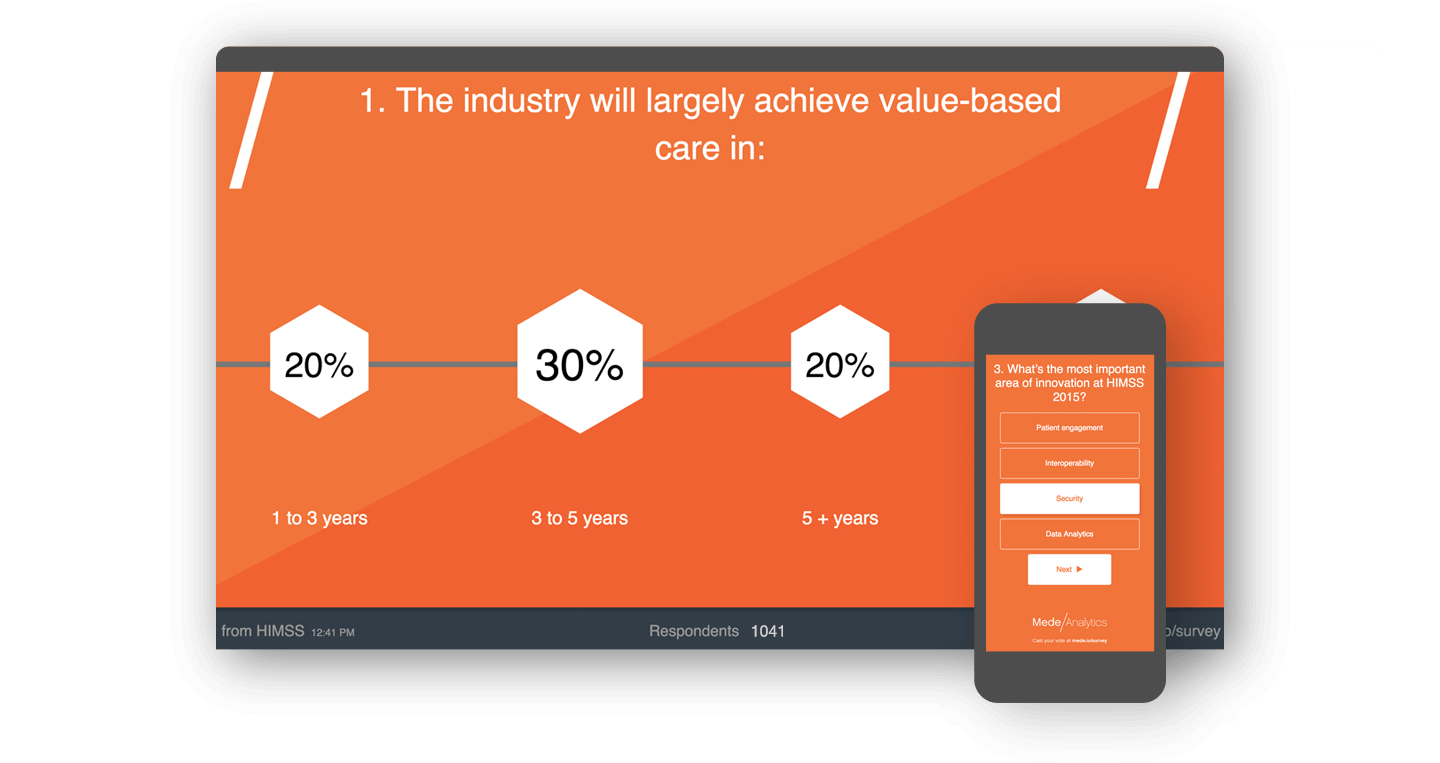 1. The industry will largely achieve value-based
care in:
20%
30%
20%
1 to 3 years
3 to 5 years
5 + years
from HIMSS 12:41 PM
Respondents 1041
o/survey
3. What's the most important
area of innovation at HIMSS
2015?
Patient engagement
Interoperability
Security
Data Analytics
Next
Mede/Analytics
Cast your vote at mede.io/survey